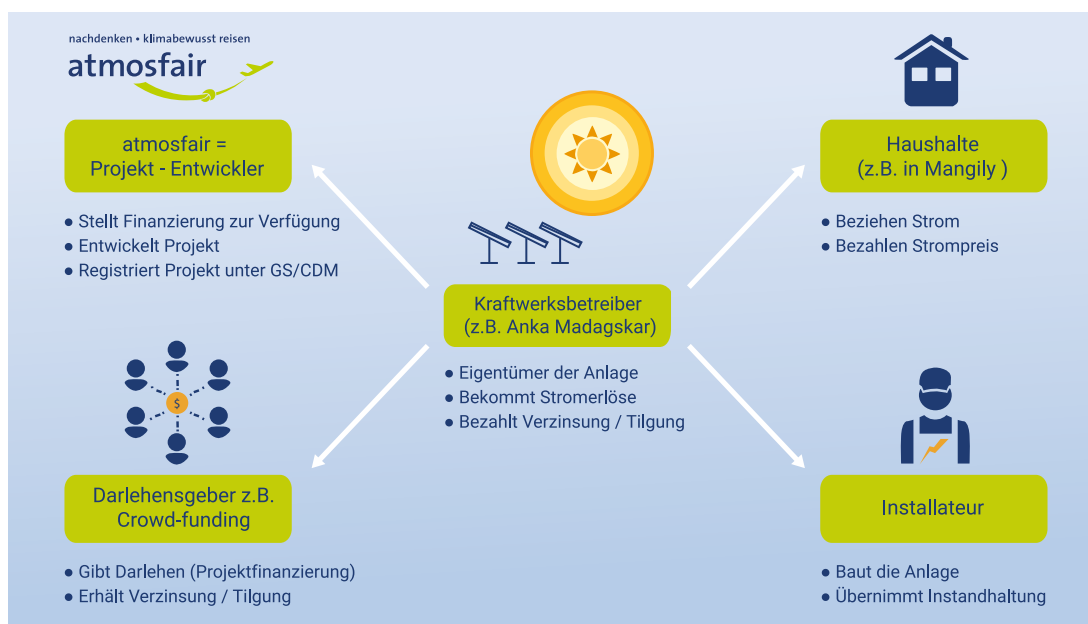 nachdenken • klimabewusst reisen
atmosfair
atmosfair =
Projekt - Entwickler
● Stellt Finanzierung zur Verfügung
● Entwickelt Projekt
● Registriert Projekt unter GS/CDM
Haushalte
(z.B. in Mangily )
● Beziehen Strom
● Bezahlen Strompreis
Kraftwerksbetreiber
(z.B. Anka Madagskar)
● Eigentümer der Anlage
● Bekommt Stromerlöse
● Bezahlt Verzinsung / Tilgung
$
Darlehensgeber z.B.
Crowd-funding
● Gibt Darlehen (Projektfinanzierung)
● Erhält Verzinsung / Tilgung
Installateur
● Baut die Anlage
● Übernimmt Instandhaltung